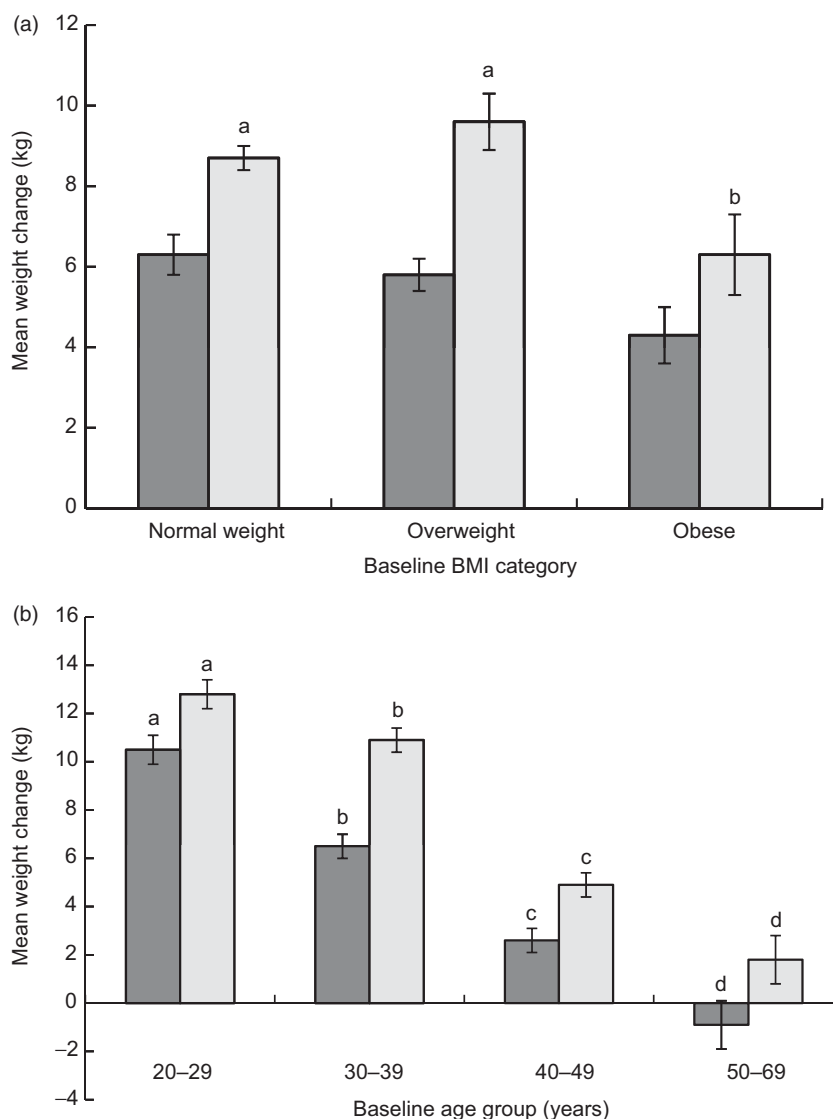 (a)
12
10
8
6
4
2
0
Mean weight change (kg)
a
a
b
Normal weight Overweight Obese
Baseline BMI category
(b)
16
14
12
10
8
6
4
2
0
–2
–4
Mean weight change (kg)
a a
b b
c c
d d
20–29 30–39 40–49 50–69
Baseline age group (years)